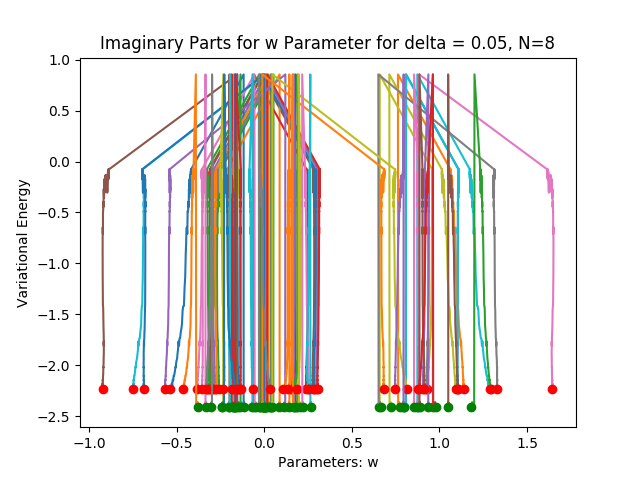 Imaginary Parts for w Parameter for delta = 0.05, N=8
1.0
0.5
0.0
−0.5
−1.0
−1.5
−2.0
−2.5
Variational Energy
−1.0 −0.5 0.0 0.5 1.0 1.5
Parameters: w